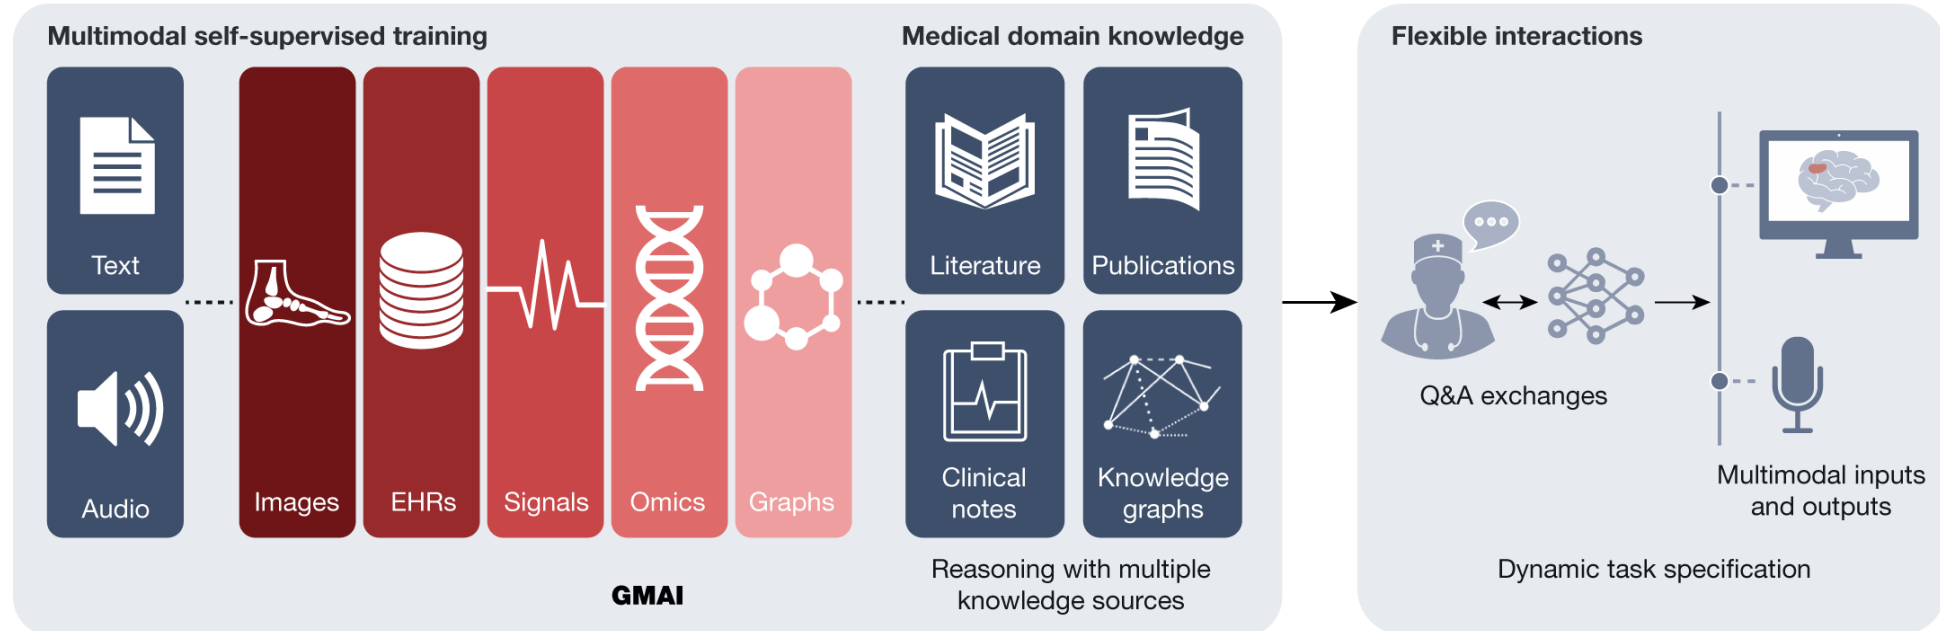 Multimodal self-supervised training
Text
Audio
Images
EHRs
Signals
Omics
Graphs
GMAI
Medical domain knowledge
Literature
Publications
Clinical
notes
Knowledge
graphs
Reasoning with multiple
knowledge sources
Flexible interactions
Q&A exchanges
Multimodal inputs
and outputs
Dynamic task specification